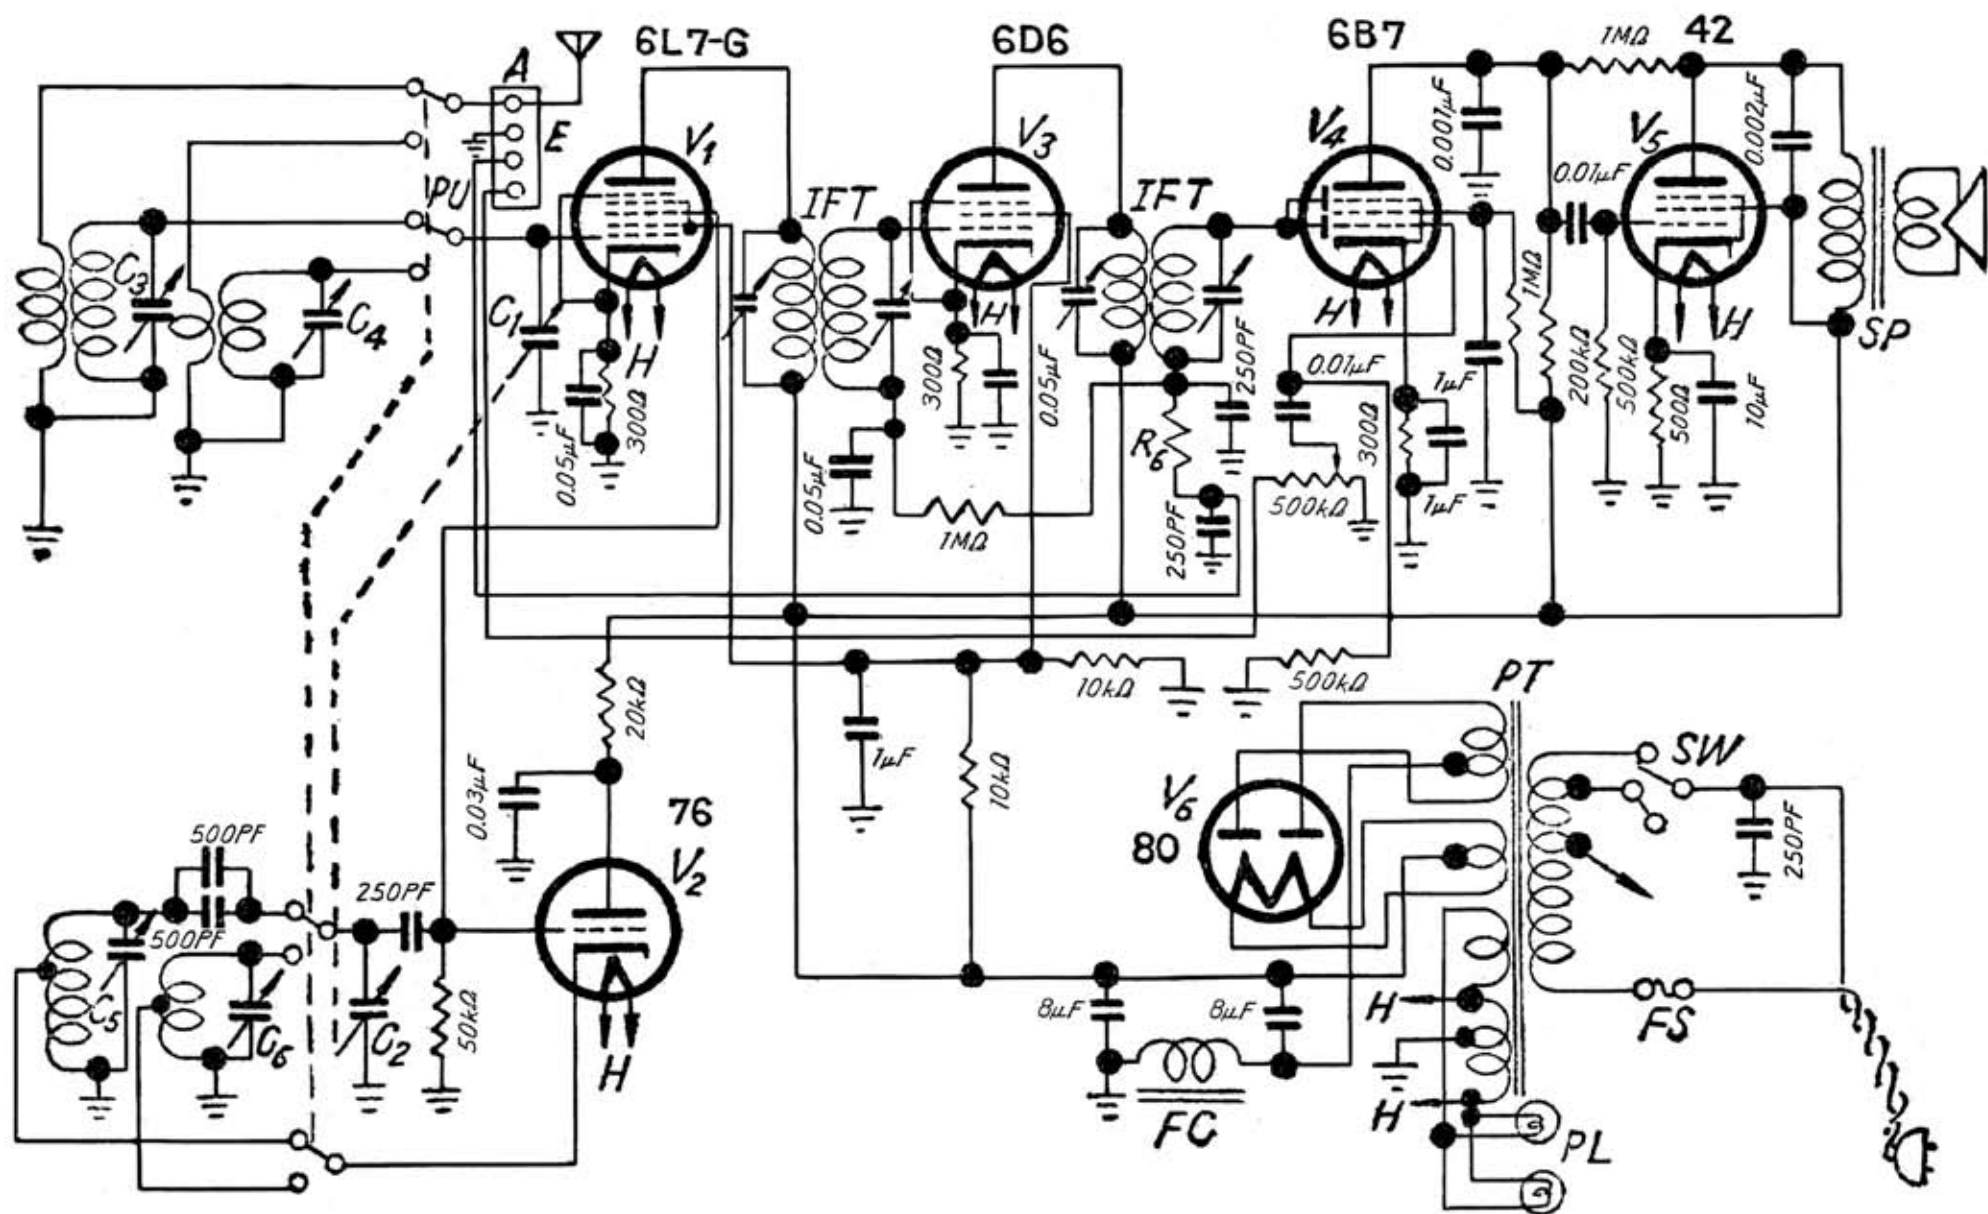 6L7-G
6D6
6B7
42
1MΩ
A
E
PU
V1
V3
V4
V5
0.001μF
0.002μF
0.01μF
IFT
IFT
C3
C4
C1
H
H
H
H
SP
300Ω
0.05μF
300Ω
0.05μF
0.05μF
250PF
R6
0.01μF
300Ω
1μF
1μF
1MΩ
200kΩ
500kΩ
500Ω
10μF
1MΩ
250PF
500kΩ
20kΩ
10kΩ
500kΩ
PT
SW
0.03μF
1μF
10kΩ
76
V2
V6
80
250PF
500PF
500PF
250PF
C5
C6
C2
50kΩ
H
8μF
8μF
FC
H
H
FS
PL